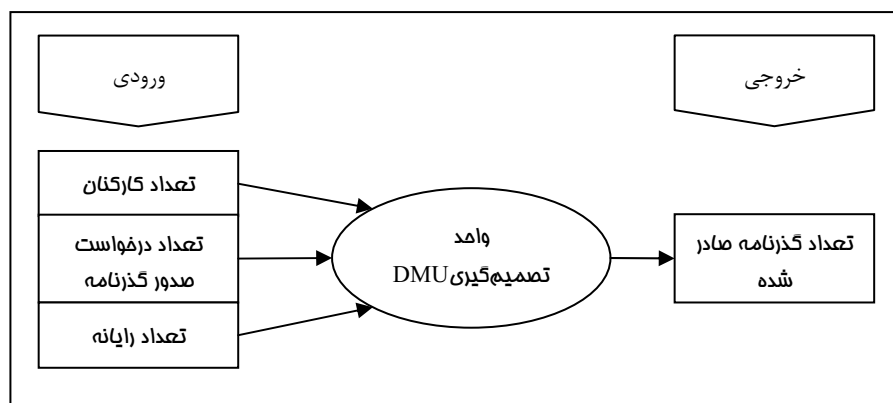 ورودی
خروجی
تعداد کارکنان
تعداد درخواست
صدور گذرنامه
تعداد رایانه
واحد
تصمیم‌گیری DMU
تعداد گذرنامه صادر
شده